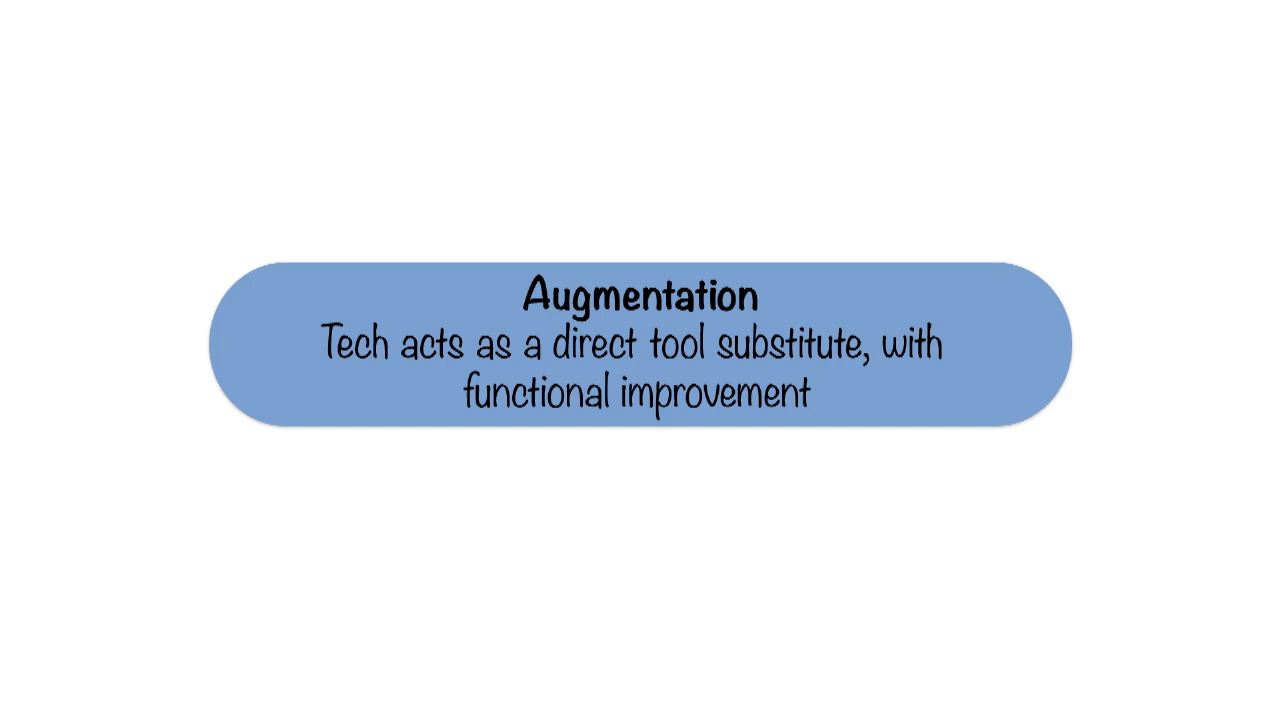 Augmentation
Tech acts as a direct tool substitute, with
functional improvement